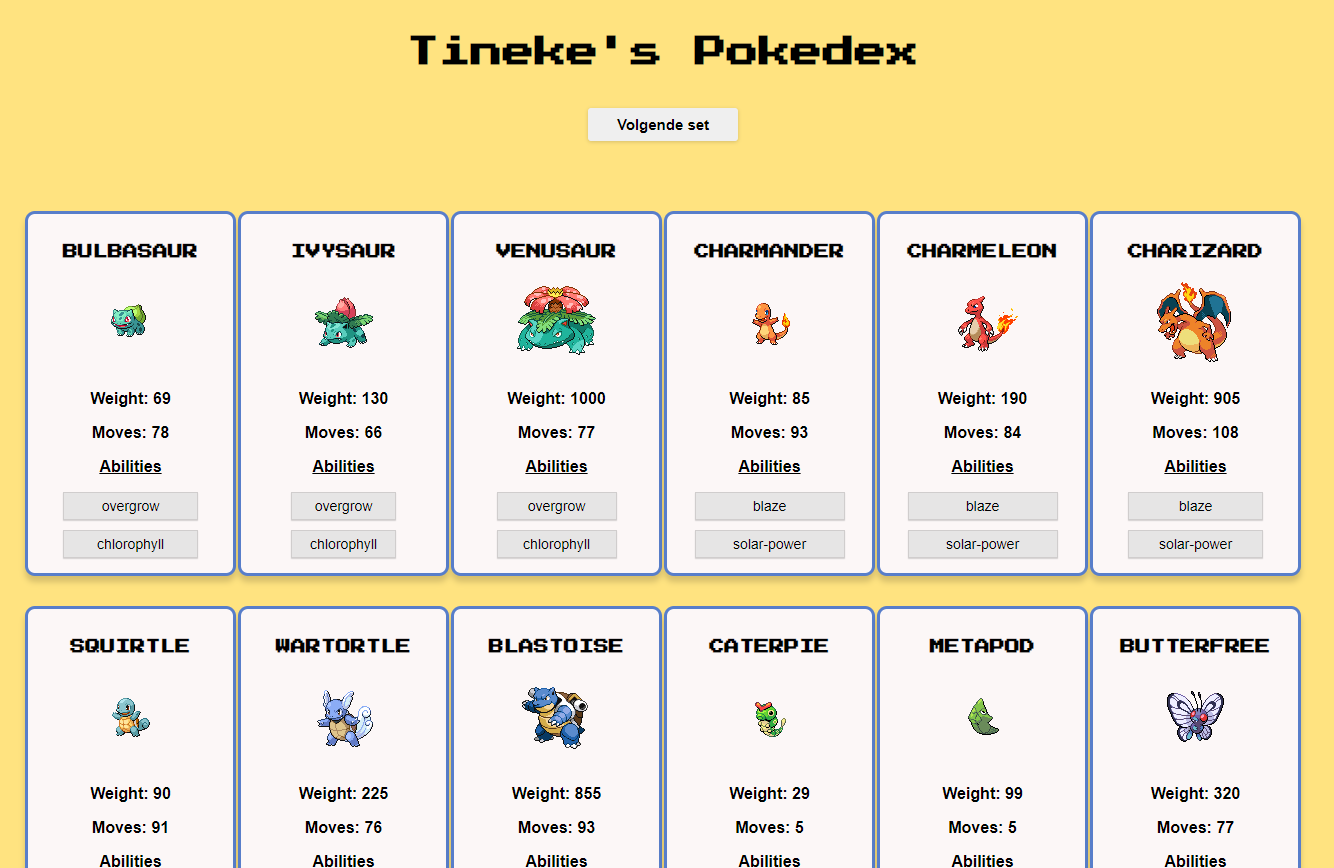 Tineke's Pokedex
Volgende set
BULBASAUR
Weight: 69
Moves: 78
Abilities
overgrow
chlorophyll
IVYSAUR
Weight: 130
Moves: 66
Abilities
overgrow
chlorophyll
VENUSAUR
Weight: 1000
Moves: 77
Abilities
overgrow
chlorophyll
CHARMANDER
Weight: 85
Moves: 93
Abilities
blaze
solar-power
CHARMELEON
Weight: 190
Moves: 84
Abilities
blaze
solar-power
CHARIZARD
Weight: 905
Moves: 108
Abilities
blaze
solar-power
SQUIRTLE
Weight: 90
Moves: 91
Abilities
WARTORTLE
Weight: 225
Moves: 76
Abilities
BLASTOISE
Weight: 855
Moves: 93
Abilities
CATERPIE
Weight: 29
Moves: 5
Abilities
METAPOD
Weight: 99
Moves: 5
Abilities
BUTTERFREE
Weight: 320
Moves: 77
Abilities